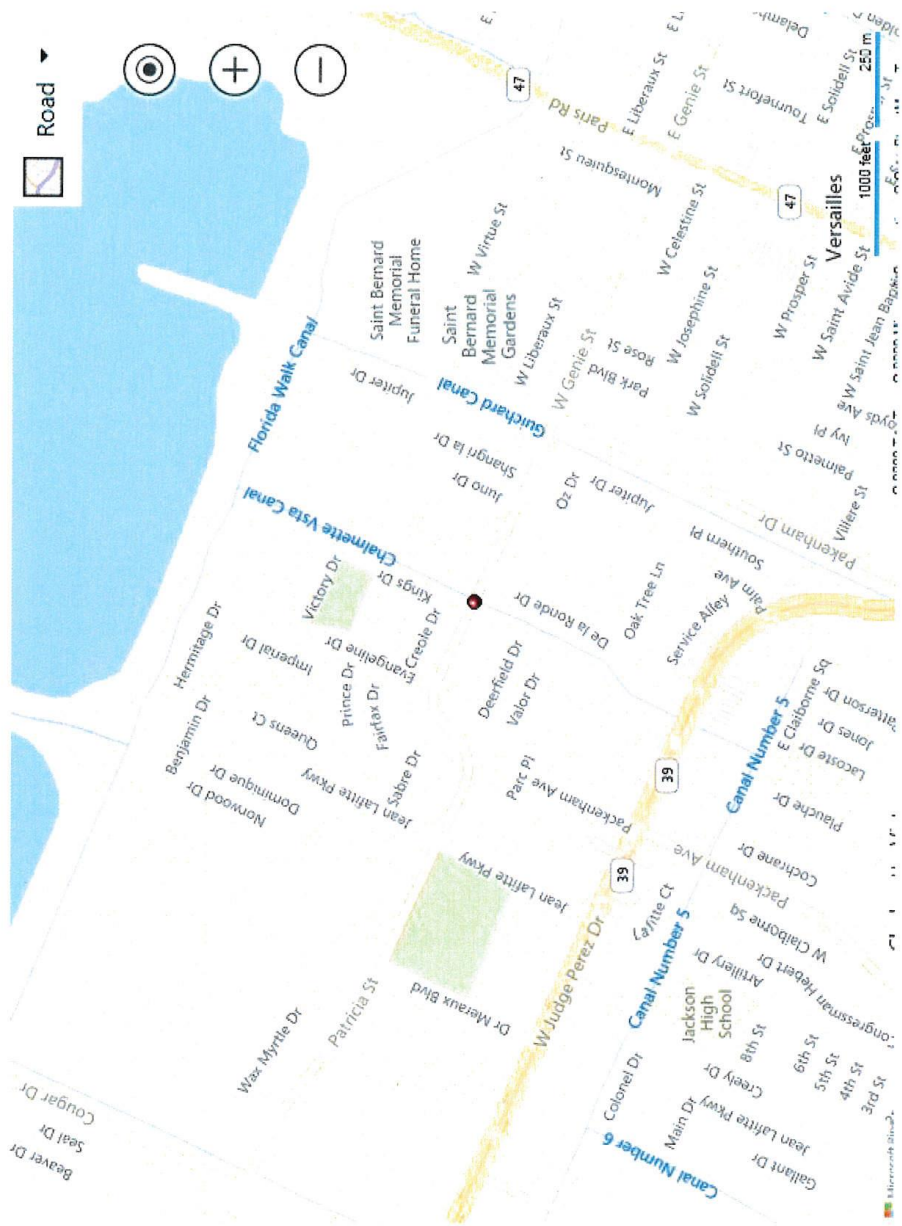 Road
Beaver Dr
Seal Dr
Cougar Dr
Wax Myrtle Dr
Patricia St
Dr Meraux Blvd
Jean Lafitte Pkwy
W Judge Perez Dr
39
39
Benjamin Dr
Norwood Dr
Dominique Dr
Jean Lafitte Pkwy
Sabre Dr
Hermitage Dr
Queens Ct
Imperial Dr
Prince Dr
Fairfax Dr
Evangeline Dr
Victory Dr
Creole Dr
Kings Dr
Chalmette Vsta Canal
Florida Walk Canal
Saint Bernard
Memorial
Funeral Home
Saint
Bernard
Memorial
Gardens
Jupiter Dr
Guichard Canal
Shangri la Dr
Juno Dr
Oz Dr
Jupiter Dr
W Virtue St
W Liberaux St
W Genie St
Rose St
Park Blvd
W Josephine St
W Celestine St
W Solidell St
Montesquieu St
Paris Rd
47
47
E Liberaux St
E Genie St
Tournefort St
E Solidell St
Versailles
1000 feet
250 m
W Prosper St
W Saint Avide St
W Saint Jean
Ivy Pl
Palmetto St
Villere St
Pakenham Dr
Southern Pl
Palm Ave
Service Alley
Oak Tree Ln
De la Ronde Dr
Deerfield Dr
Valor Dr
Parc Pl
Packenham Ave
Packenham Ave
Canal Number 5
Canal Number 5
E Claiborne Sq
Jones Dr
Lacoste Dr
Plauche Dr
Cochrane Dr
W Claiborne Sq
Hebert Dr
Artillery Dr
Lafitte Ct
Jackson
High
School
Colonel Dr
Main Dr
Canal Number 6
Creely Dr
Jean Lafitte Pkwy
Gallant Dr
8th St
6th St
5th St
4th St
3rd St